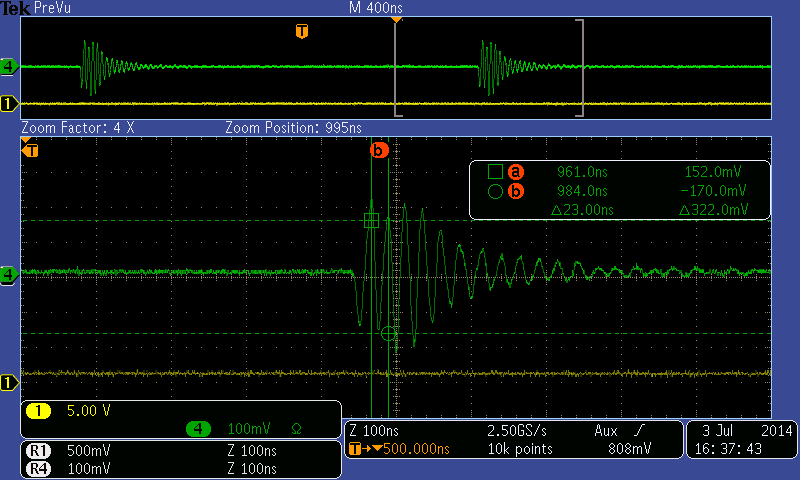 Tek PreVu M 400ns
T
4
1
Zoom Factor: 4 X Zoom Position: 995ns
T b
a 961.0ns 152.0mV
b 984.0ns -170.0mV
△23.00ns △322.0mV
4
1
1 5.00 V
4 100mV Ω
R1 500mV Z 100ns
R4 100mV Z 100ns
Z 100ns 2.50GS/s Aux
T→▼500.000ns 10k points 808mV
3 Jul 2014
16:37:43